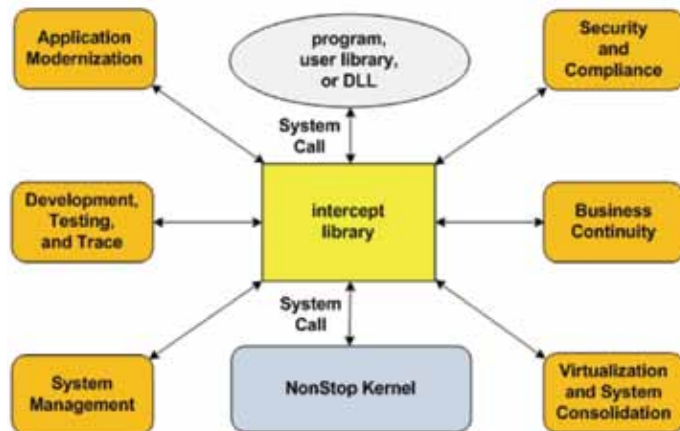 Application
Modernization
program,
user library,
or DLL
Security
and
Compliance
System
Call
Development,
Testing,
and Trace
intercept
library
Business
Continuity
System
Call
System
Management
NonStop Kernel
Virtualization
and System
Consolidation